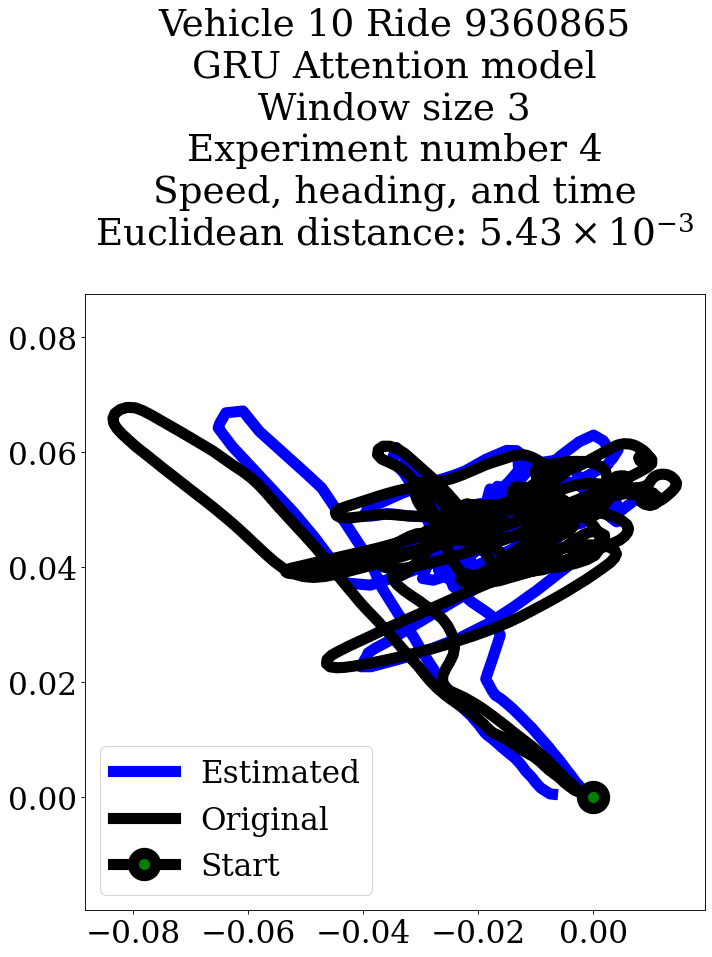 Vehicle 10 Ride 9360865
GRU Attention model
Window size 3
Experiment number 4
Speed, heading, and time
Euclidean distance: 5.43 × 10⁻³
0.08
0.06
0.04
0.02
0.00
Estimated
Original
Start
−0.08 −0.06 −0.04 −0.02 0.00